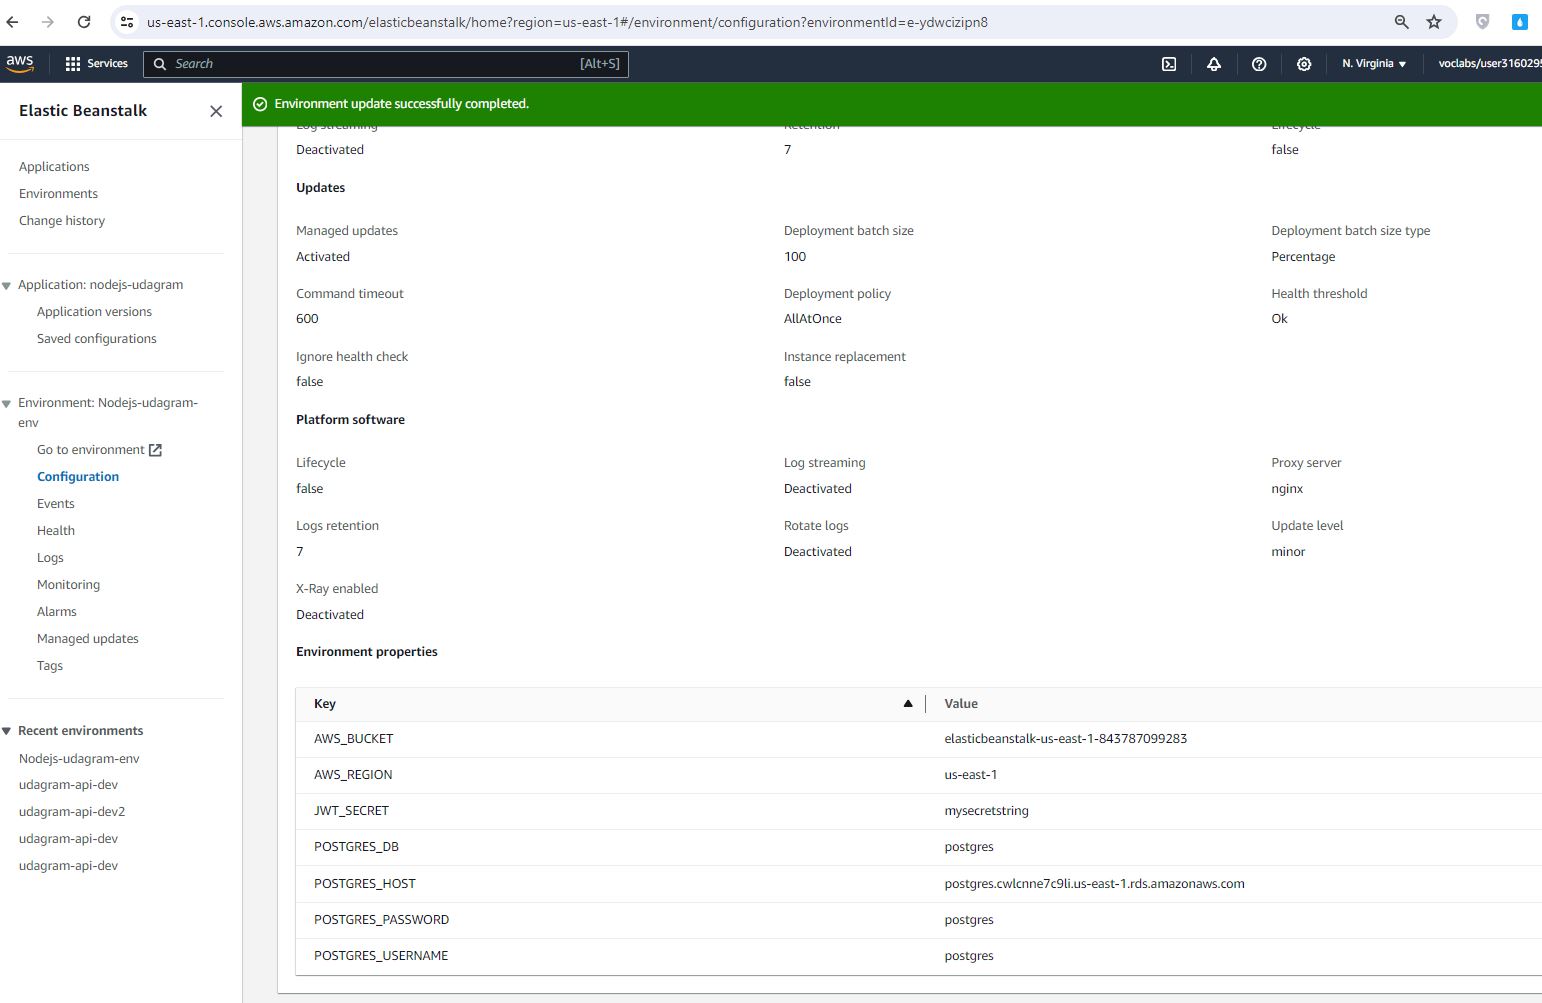 us-east-1.console.aws.amazon.com/elasticbeanstalk/home?region=us-east-1#/environment/configuration?environmentId=e-ydwcizipn8
aws
Services
Search
[Alt+S]
N. Virginia
voclabs/user3160295
Elastic Beanstalk
Applications
Environments
Change history
Application: nodejs-udagram
Application versions
Saved configurations
Environment: Nodejs-udagram-
env
Go to environment
Configuration
Events
Health
Logs
Monitoring
Alarms
Managed updates
Tags
Recent environments
Nodejs-udagram-env
udagram-api-dev
udagram-api-dev2
udagram-api-dev
udagram-api-dev
Environment update successfully completed.
Log streaming Retention Lifecycle
Deactivated 7 false
Updates
Managed updates Deployment batch size Deployment batch size type
Activated 100 Percentage
Command timeout Deployment policy Health threshold
600 AllAtOnce Ok
Ignore health check Instance replacement
false false
Platform software
Lifecycle Log streaming Proxy server
false Deactivated nginx
Logs retention Rotate logs Update level
7 Deactivated minor
X-Ray enabled
Deactivated
Environment properties
Key Value
AWS_BUCKET elasticbeanstalk-us-east-1-843787099283
AWS_REGION us-east-1
JWT_SECRET mysecretstring
POSTGRES_DB postgres
POSTGRES_HOST postgres.cwlcnne7c9li.us-east-1.rds.amazonaws.com
POSTGRES_PASSWORD postgres
POSTGRES_USERNAME postgres